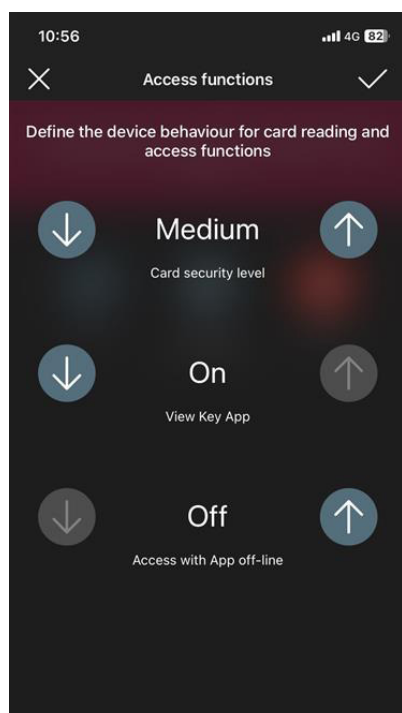 10:56
4G 82
Access functions
Define the device behaviour for card reading and
access functions
Medium
Card security level
On
View Key App
Off
Access with App off-line